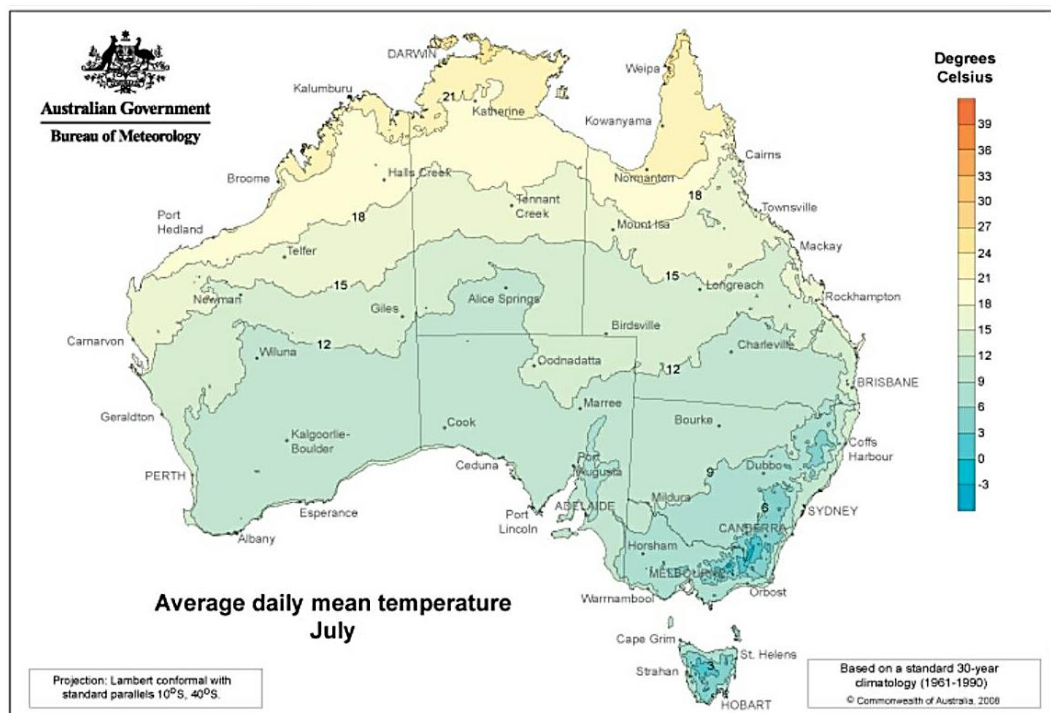 Australian Government
Bureau of Meteorology
DARWIN
Weipa
Kalumburu
21
Katherine
Kowanyama
Cairns
Broome
Halls Creek
Normanton
18
18
Townsville
Port
Hedland
Tennant
Creek
Mount Isa
Mackay
Telfer
15
15
Newman
Giles
Alice Springs
Longreach
Rockhampton
Carnarvon
12
Wiluna
Birdsville
Charleville
Oodnadatta
12
BRISBANE
Geraldton
Marree
Bourke
Kalgoorlie-
Boulder
Cook
Coffs
Harbour
PERTH
Ceduna
Port
Augusta
9
Dubbo
Mildura
Esperance
Port
Lincoln
ADELAIDE
6
SYDNEY
CANBERRA
Albany
Horsham
MELBOURNE
Warrnambool
Orbost
Cape Grim
St. Helens
Strahan
3
HOBART
Degrees
Celsius
39
36
33
30
27
24
21
18
15
12
9
6
3
0
-3
Average daily mean temperature
July
Projection: Lambert conformal with
standard parallels 10°S, 40°S.
Based on a standard 30-year
climatology (1961-1990)
© Commonwealth of Australia, 2008